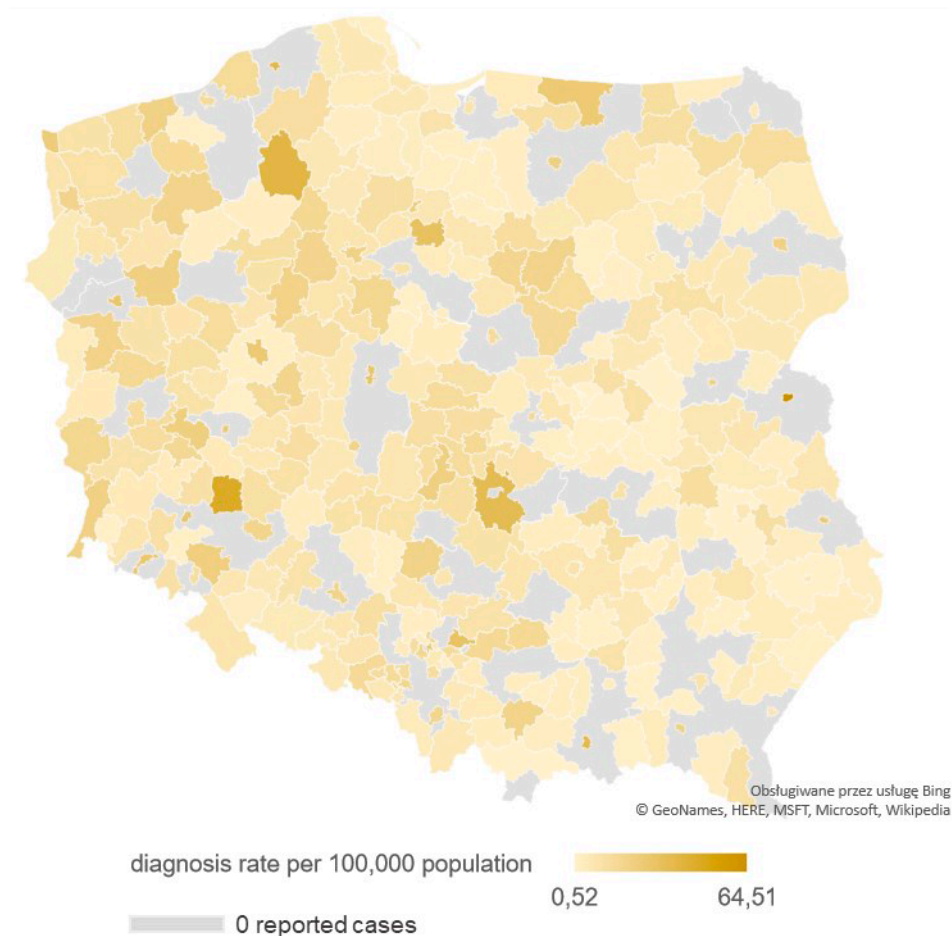 Obsługiwane przez usługę Bing
© GeoNames, HERE, MSFT, Microsoft, Wikipedia
diagnosis rate per 100,000 population
0,52 64,51
0 reported cases